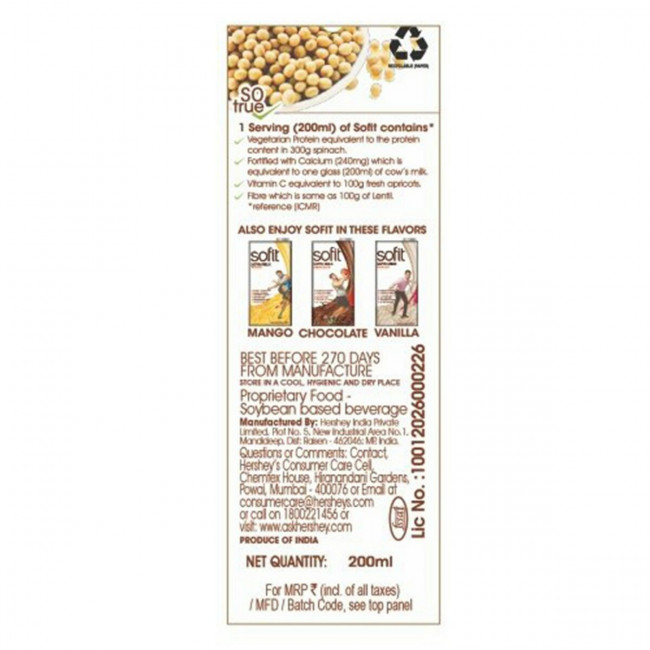 RECYCLABLE (PAPER)
SO
true
1 Serving (200ml) of Sofit contains*
Vegetarian Protein equivalent to the protein
content in 300g spinach.
Fortified with Calcium (240mg) which is
equivalent to one glass (200ml) of cow's milk.
Vitamin C equivalent to 100g fresh apricots.
Fibre which is same as 100g of Lentil.
*reference (ICMR)
ALSO ENJOY SOFIT IN THESE FLAVORS
sofit
sofit
sofit
MANGO CHOCOLATE VANILLA
BEST BEFORE 270 DAYS
FROM MANUFACTURE
STORE IN A COOL, HYGIENIC AND DRY PLACE
Proprietary Food -
Soybean based beverage
Manufactured By: Hershey India Private
Limited, Plot No. 5, New Industrial Area No.1,
Mandideep, Dist: Raisen - 462046; MP, India.
Questions or Comments: Contact,
Hershey's Consumer Care Cell,
Chemtex House, Hiranandani Gardens,
Powai, Mumbai - 400076 or Email at
consumercare@hersheys.com
or call on 1800221456 or
visit: www.askhershey.com
PRODUCE OF INDIA
fssai
Lic No. :10012026000226
NET QUANTITY: 200ml
For MRP ₹ (incl. of all taxes)
/ MFD / Batch Code, see top panel